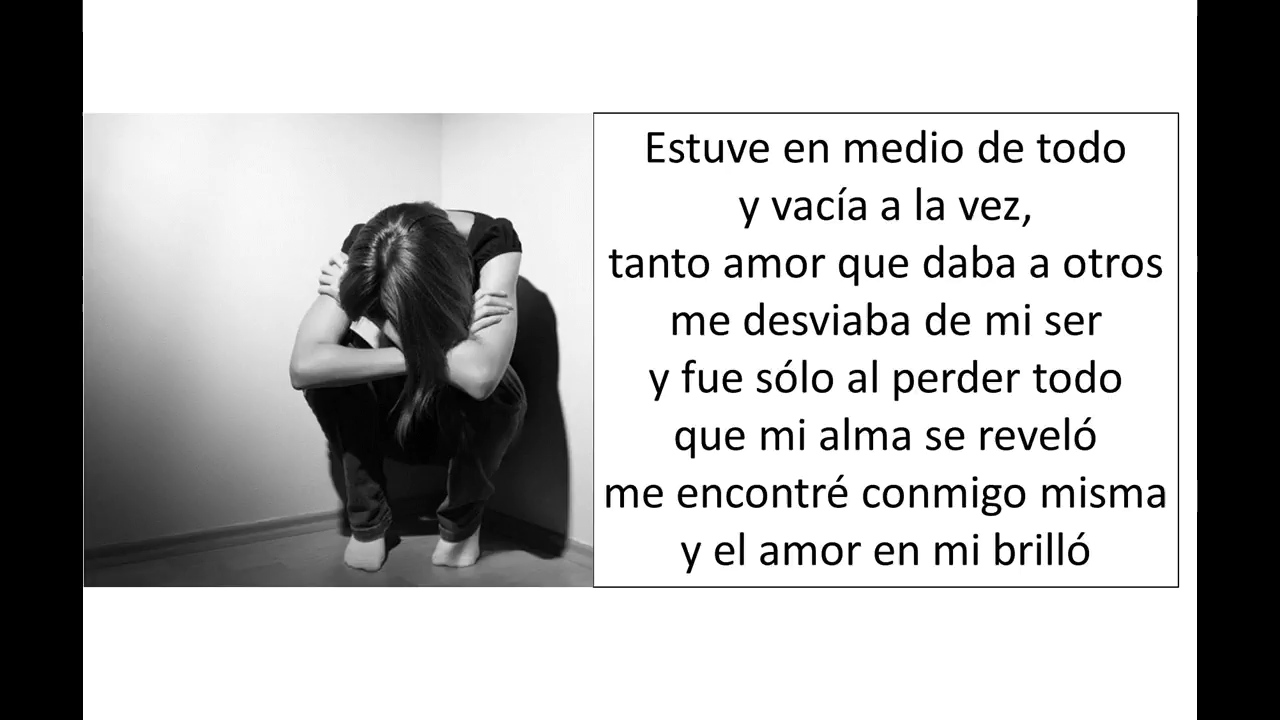 Estuve en medio de todo
y vacía a la vez,
tanto amor que daba a otros
me desviaba de mi ser
y fue sólo al perder todo
que mi alma se reveló
me encontré conmigo misma
y el amor en mi brilló